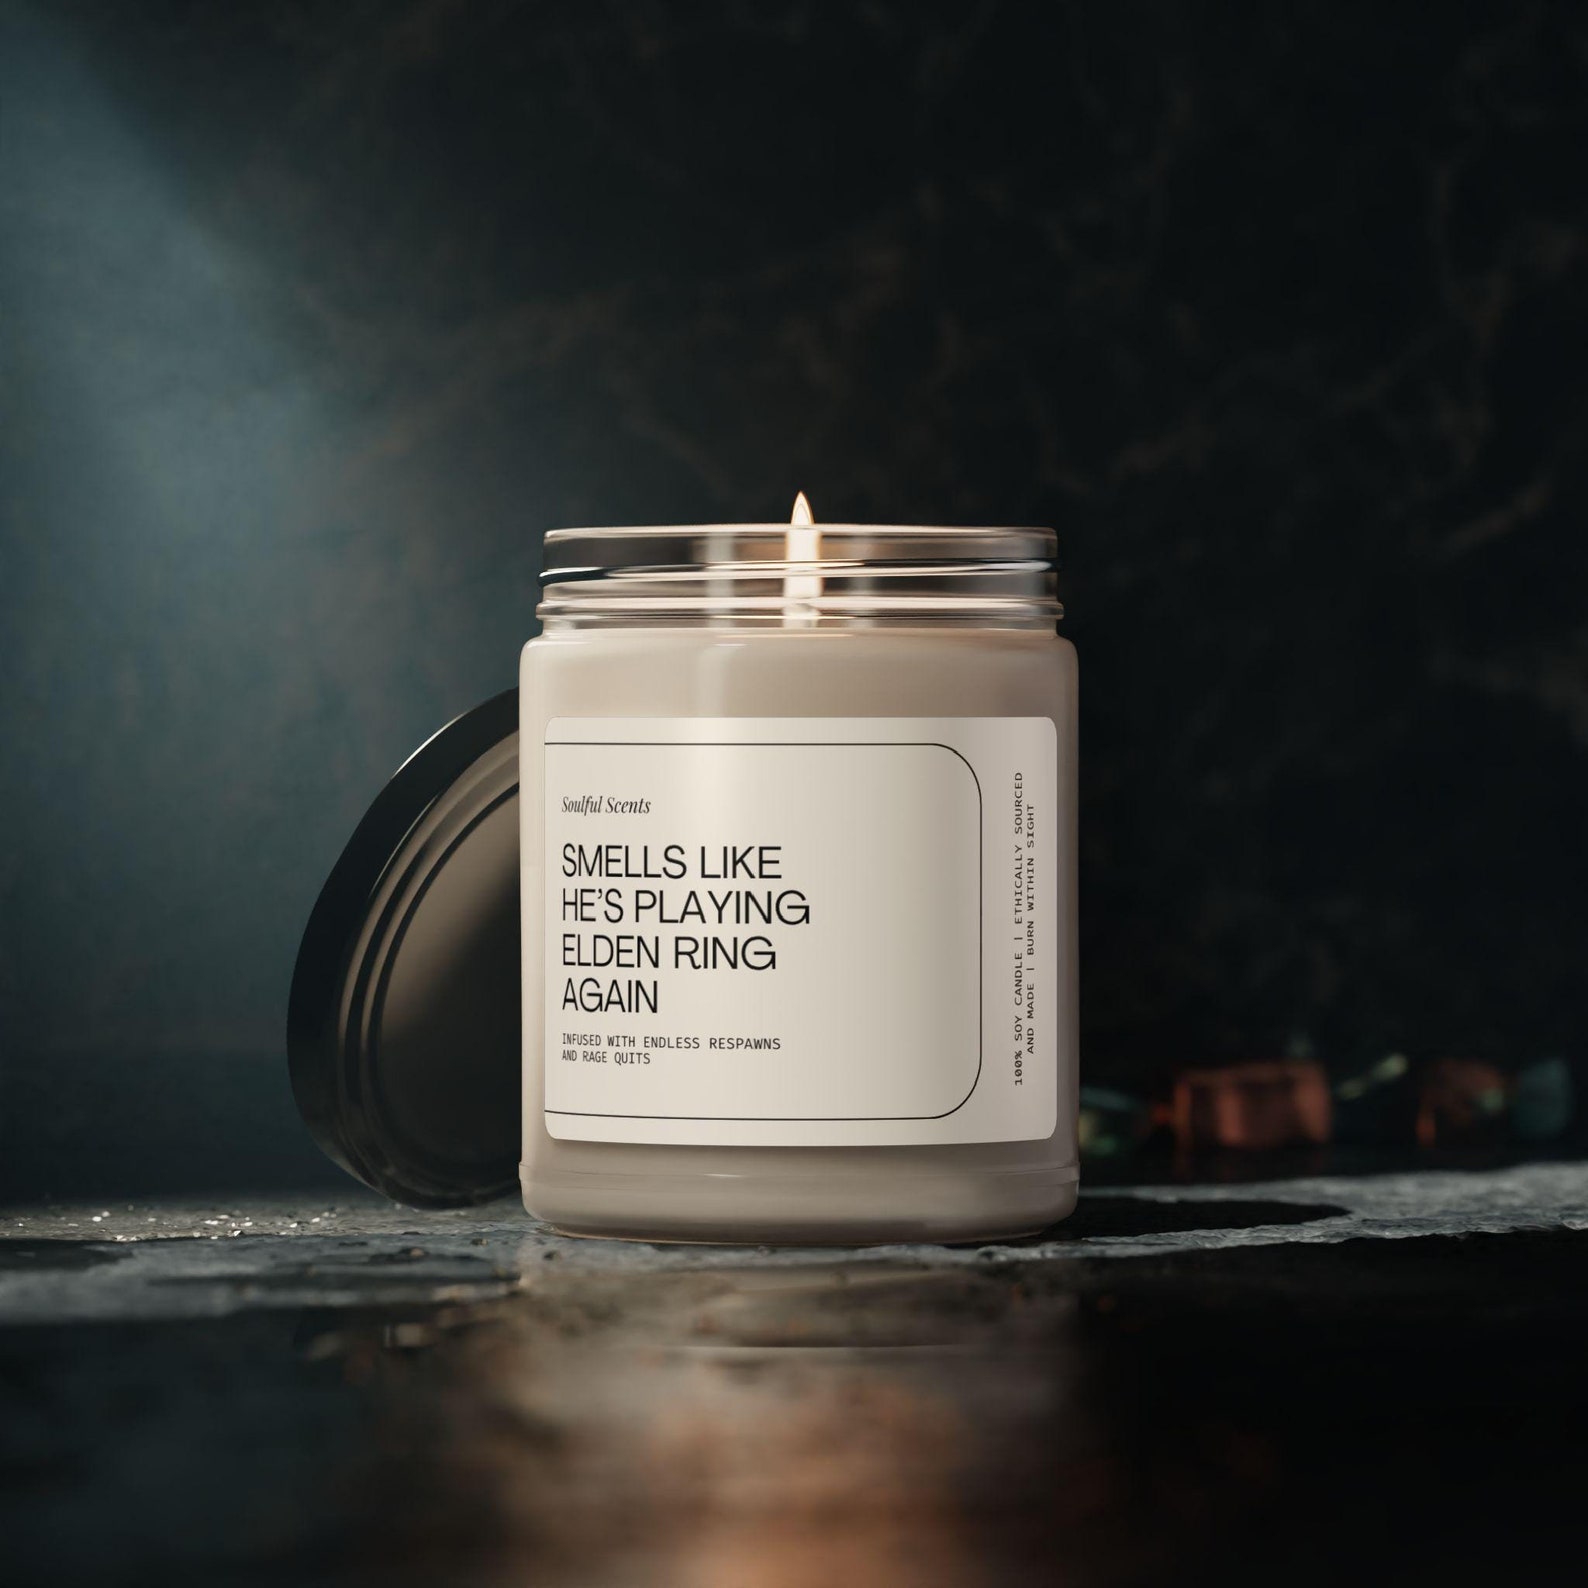 Soulful Scents
SMELLS LIKE
HE'S PLAYING
ELDEN RING
AGAIN
INFUSED WITH ENDLESS RESPAWNS
AND RAGE QUITS
100% SOY CANDLE | ETHICALLY SOURCED
AND MADE | BURN WITHIN SIGHT